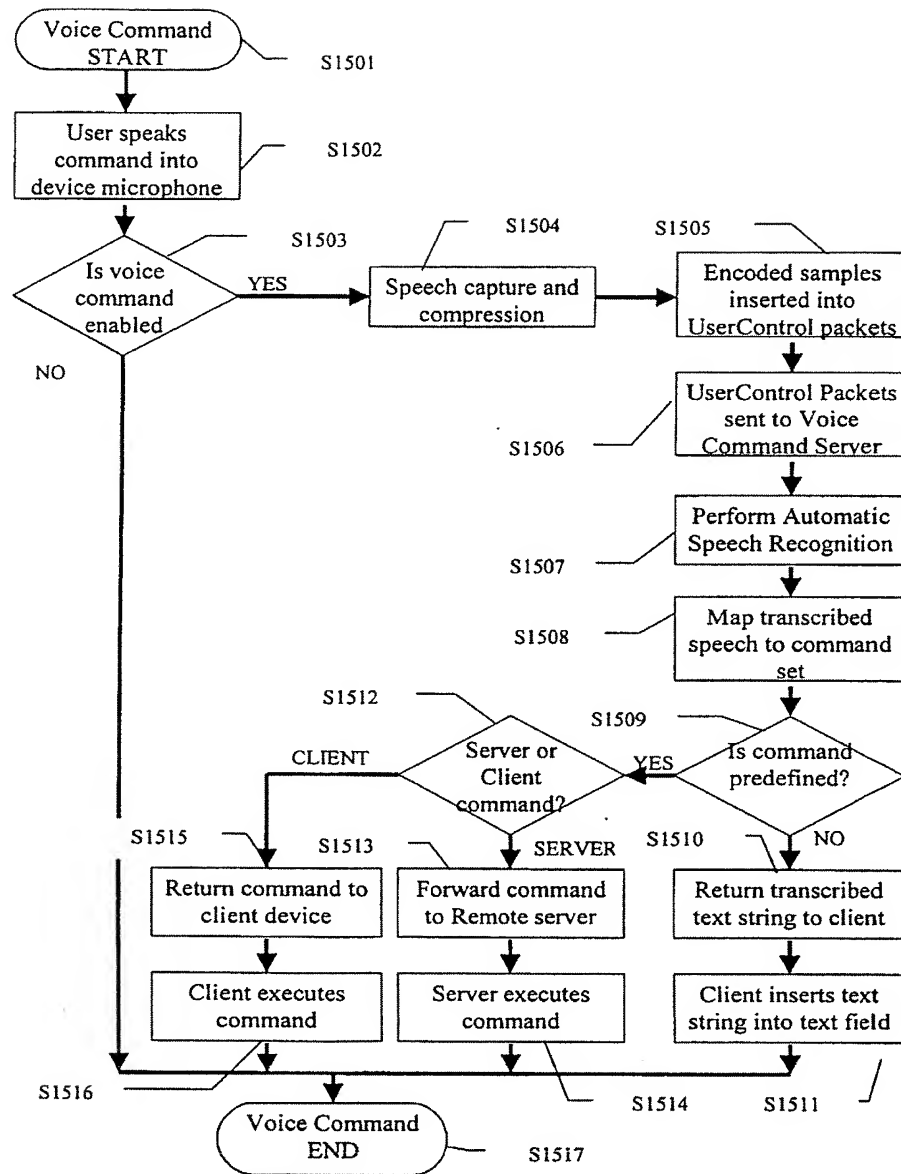 Voice Command
START
S1501
User speaks
command into
device microphone
S1502
Is voice
command
enabled
S1503
YES
NO
Speech capture and
compression
S1504
Encoded samples
inserted into
UserControl packets
S1505
UserControl Packets
sent to Voice
Command Server
S1506
Perform Automatic
Speech Recognition
S1507
Map transcribed
speech to command
set
S1508
Is command
predefined?
S1509
YES
NO
Server or
Client
command?
S1512
CLIENT
SERVER
S1515
Return command to
client device
S1513
Forward command
to Remote server
S1510
Return transcribed
text string to client
Client executes
command
S1516
Server executes
command
S1514
Client inserts text
string into text field
S1511
Voice Command
END
S1517